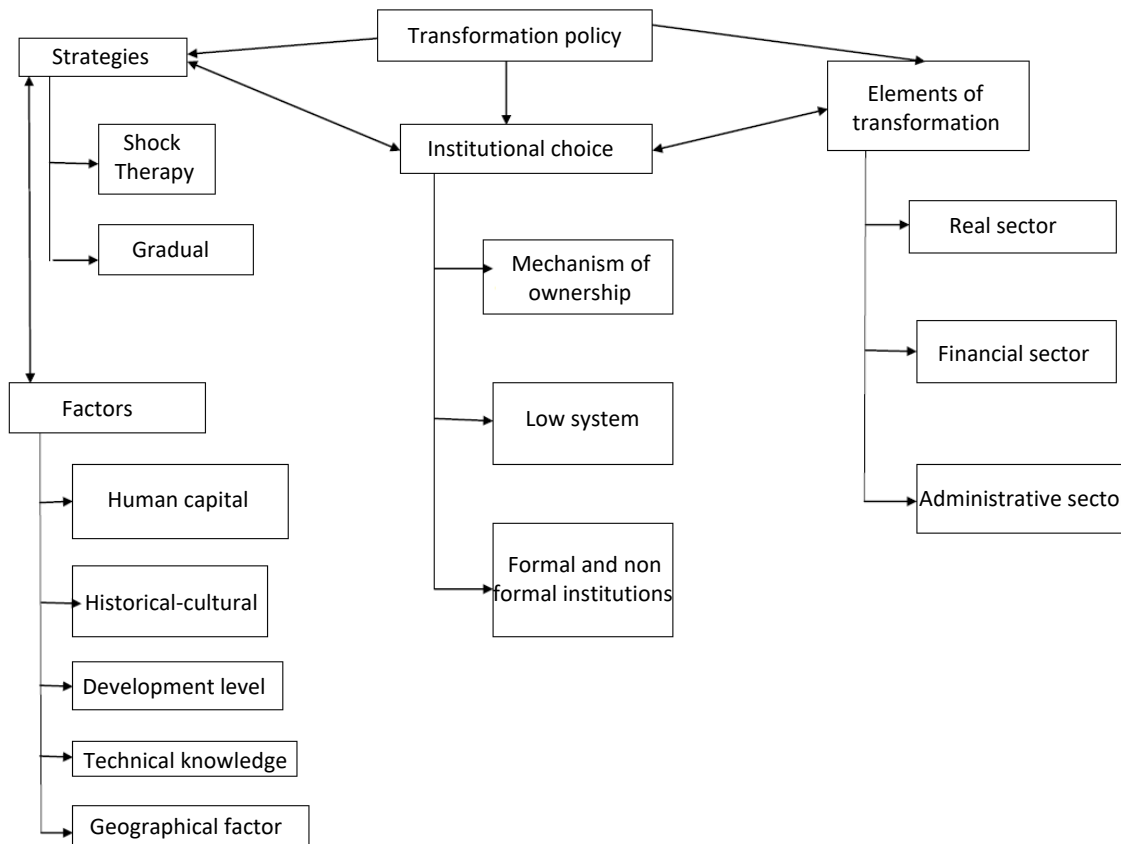 Transformation policy
Strategies
Elements of
transformation
Shock
Therapy
Institutional choice
Gradual
Real sector
Mechanism of
ownership
Financial sector
Factors
Low system
Human capital
Administrative secto
Formal and non
formal institutions
Historical-cultural
Development level
Technical knowledge
Geographical factor